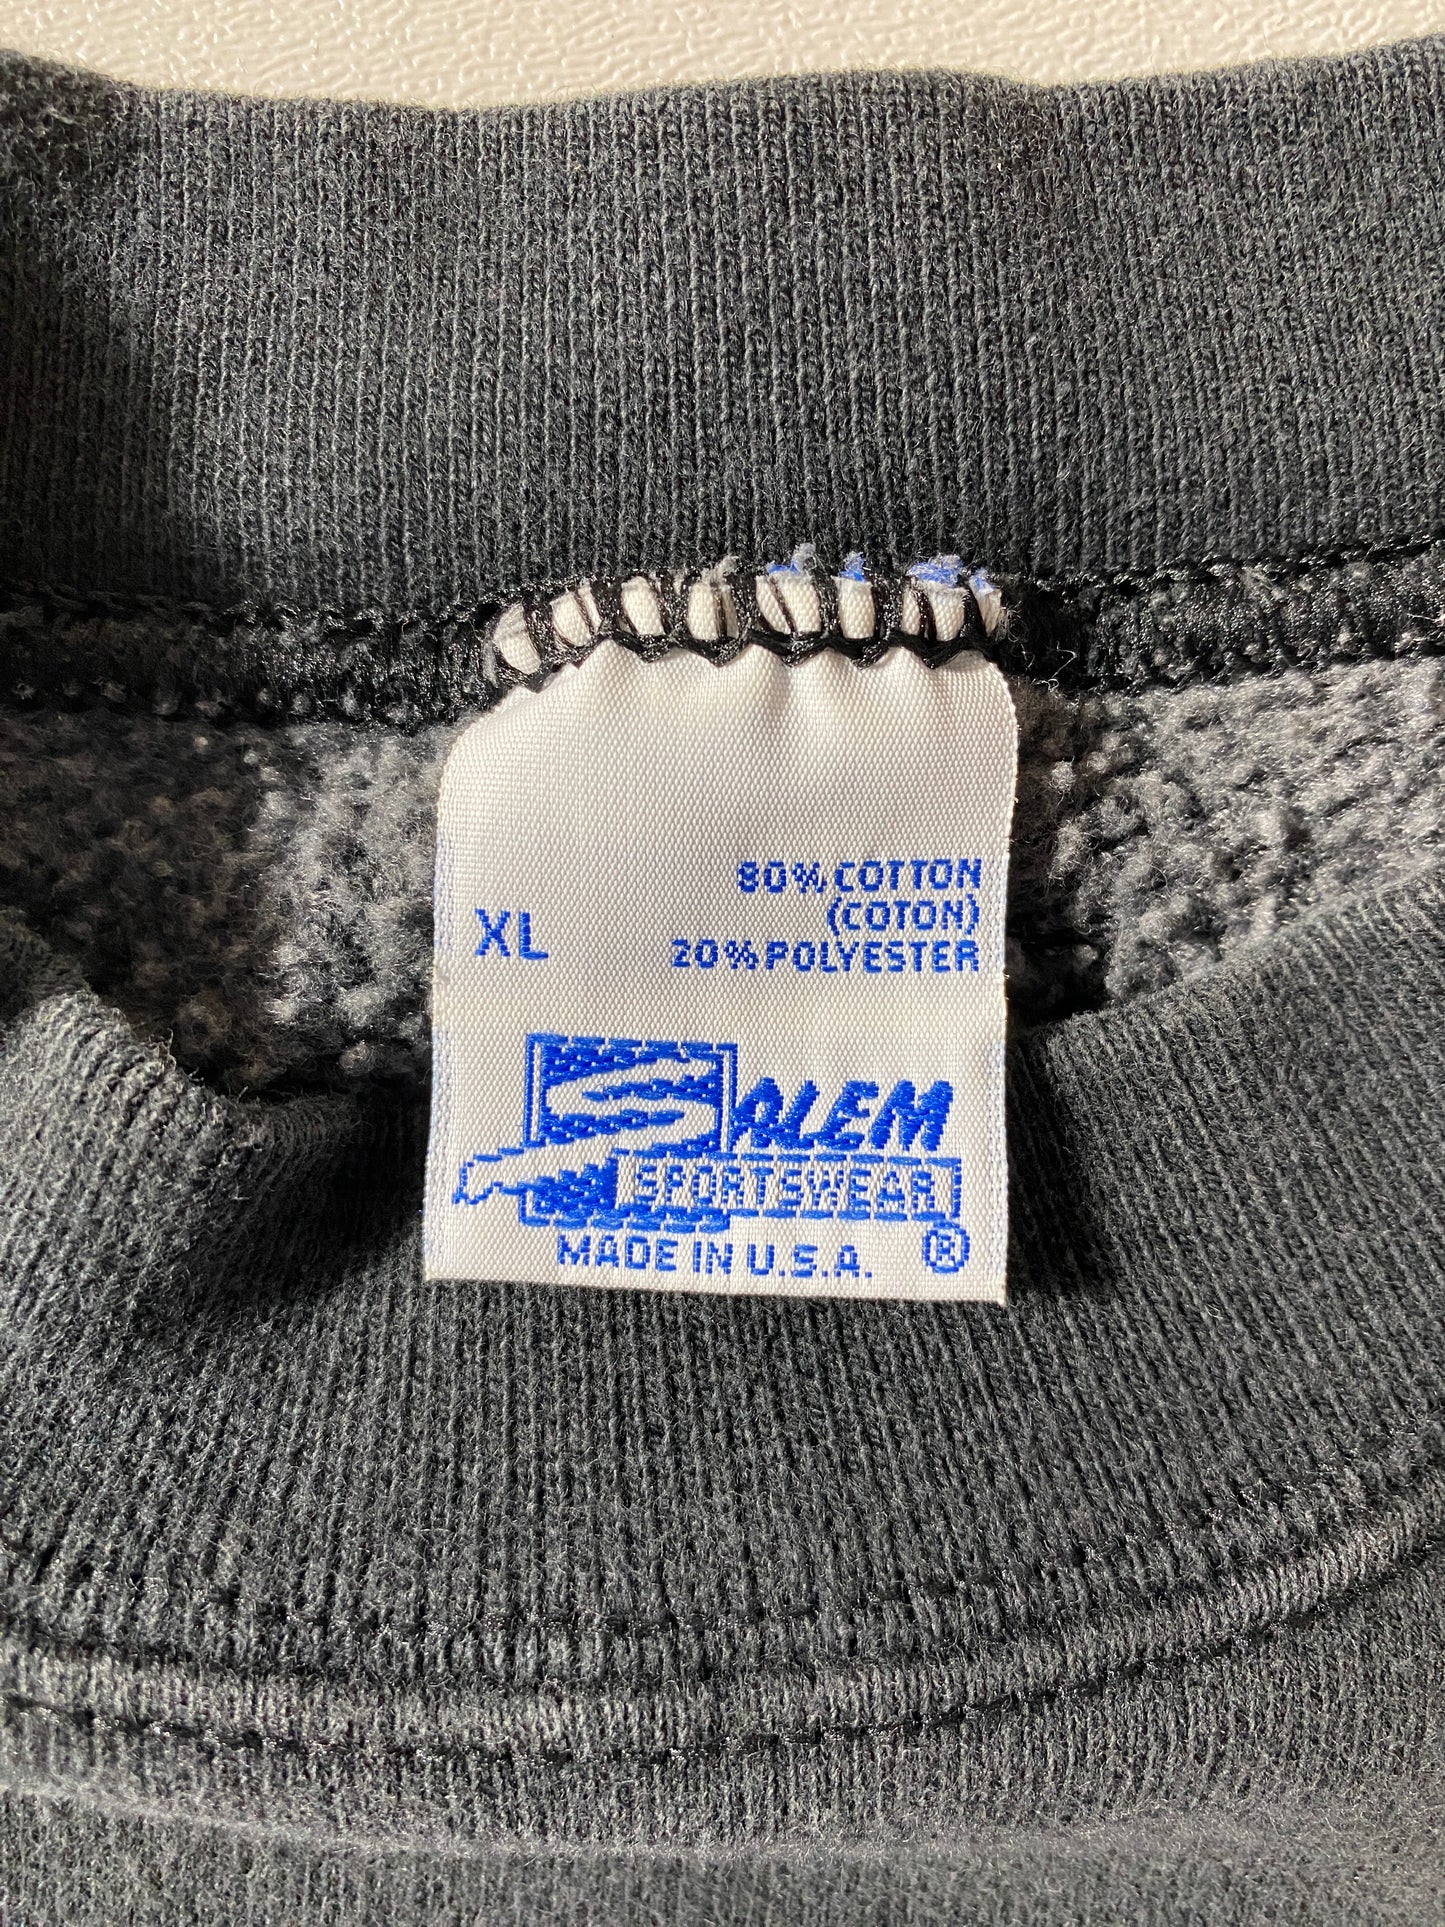 80% COTTON
(COTON)
XL
20% POLYESTER
SALEM
SPORTSWEAR
MADE IN U.S.A. ®